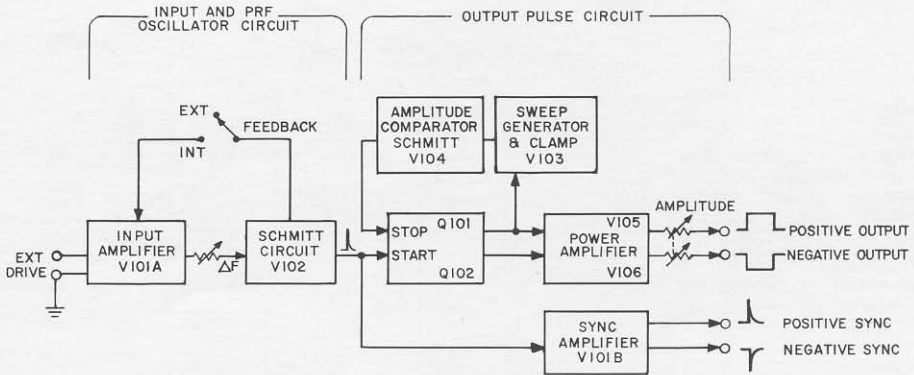 INPUT AND PRF
OSCILLATOR CIRCUIT
OUTPUT PULSE CIRCUIT
EXT
FEEDBACK
INT
AMPLITUDE
COMPARATOR
SCHMITT
V104
SWEEP
GENERATOR
& CLAMP
V103
EXT
DRIVE
INPUT
AMPLIFIER
V101A
ΔF
SCHMITT
CIRCUIT
V102
STOP
Q101
START
Q102
V105
POWER
AMPLIFIER
V106
AMPLITUDE
POSITIVE OUTPUT
NEGATIVE OUTPUT
SYNC
AMPLIFIER
V101B
POSITIVE SYNC
NEGATIVE SYNC